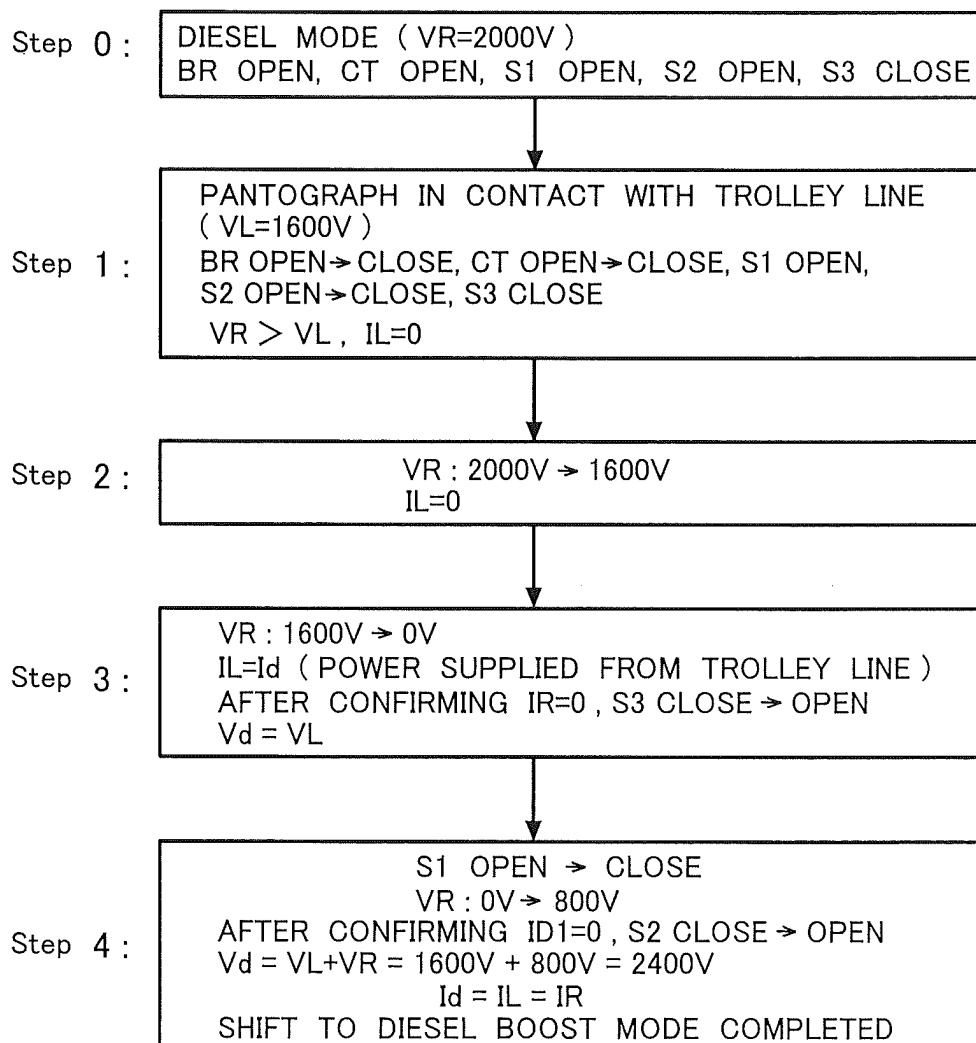 Step 0 :
DIESEL MODE ( VR=2000V )
BR OPEN, CT OPEN, S1 OPEN, S2 OPEN, S3 CLOSE
Step 1 :
PANTOGRAPH IN CONTACT WITH TROLLEY LINE
( VL=1600V )
BR OPEN→CLOSE, CT OPEN→CLOSE, S1 OPEN,
S2 OPEN→CLOSE, S3 CLOSE
VR > VL , IL=0
Step 2 :
VR : 2000V → 1600V
IL=0
Step 3 :
VR : 1600V → 0V
IL=Id ( POWER SUPPLIED FROM TROLLEY LINE )
AFTER CONFIRMING IR=0 , S3 CLOSE → OPEN
Vd = VL
Step 4 :
S1 OPEN → CLOSE
VR : 0V→ 800V
AFTER CONFIRMING ID1=0 , S2 CLOSE → OPEN
Vd = VL+VR = 1600V + 800V = 2400V
Id = IL = IR
SHIFT TO DIESEL BOOST MODE COMPLETED